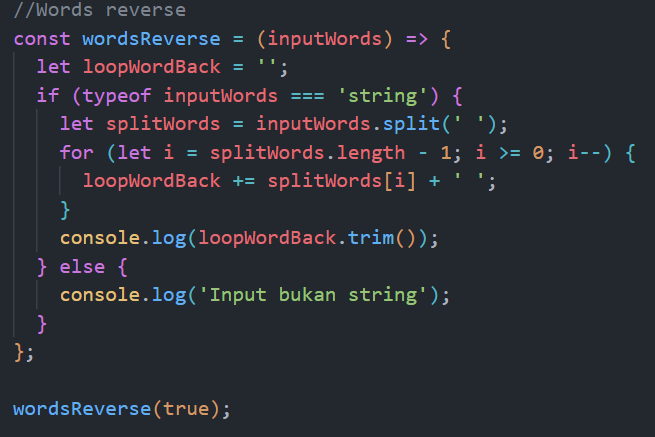 //Words reverse
const wordsReverse = (inputWords) => {
  let loopWordBack = '';
  if (typeof inputWords === 'string') {
    let splitWords = inputWords.split(' ');
    for (let i = splitWords.length - 1; i >= 0; i--) {
      loopWordBack += splitWords[i] + ' ';
    }
    console.log(loopWordBack.trim());
  } else {
    console.log('Input bukan string');
  }
};

wordsReverse(true);